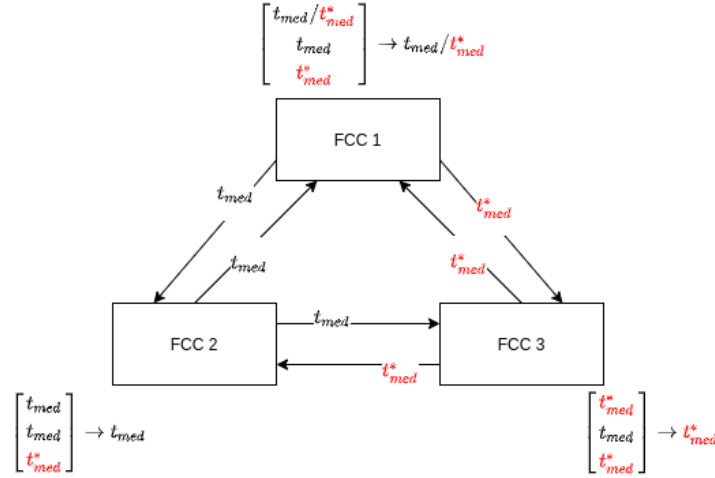 t_med/t*_med
t_med → t_med/t*_med
t*_med
FCC 1
t_med
t*_med
t_med
t*_med
t_med
FCC 2
FCC 3
t*_med
t_med
t_med → t_med
t*_med
t*_med
t_med → t*_med
t*_med